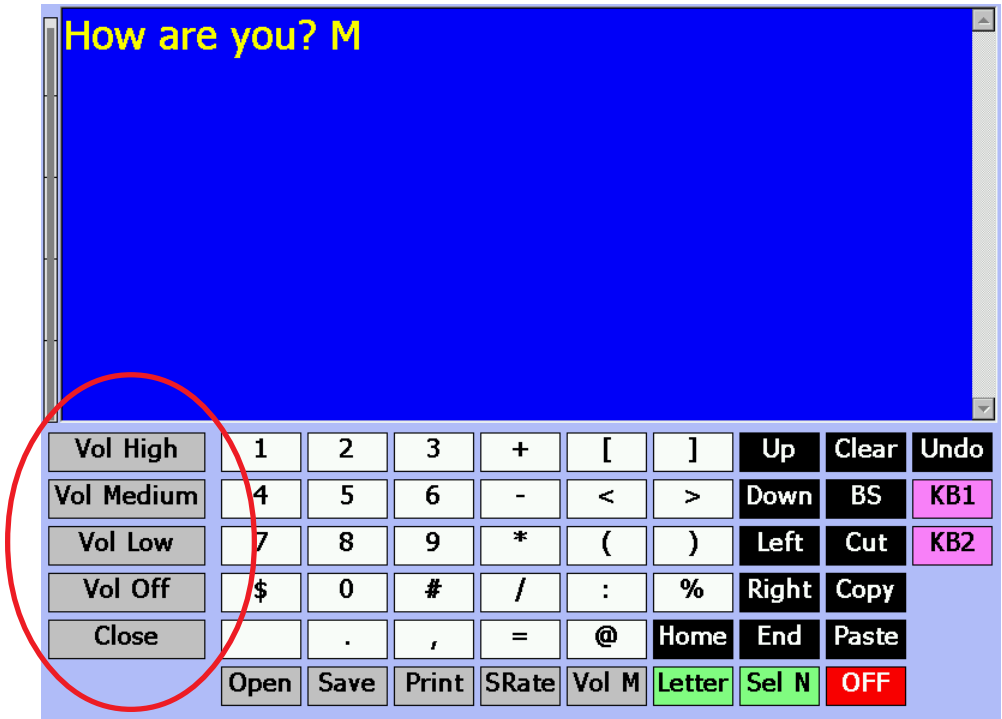 How are you? M
Vol High 1 2 3 + [ ] Up Clear Undo
Vol Medium 4 5 6 - < > Down BS KB1
Vol Low 7 8 9 * ( ) Left Cut KB2
Vol Off $ 0 # / : % Right Copy
Close . , = @ Home End Paste
Open Save Print SRate Vol M Letter Sel N OFF